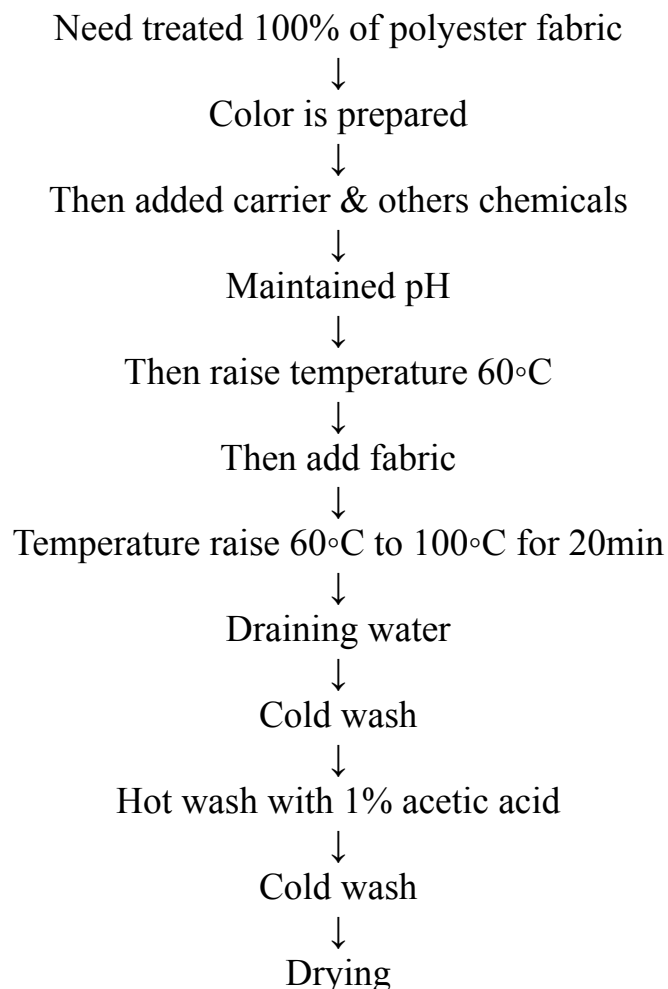 Need treated 100% of polyester fabric
↓
Color is prepared
↓
Then added carrier & others chemicals
↓
Maintained pH
↓
Then raise temperature 60◦C
↓
Then add fabric
↓
Temperature raise 60◦C to 100◦C for 20min
↓
Draining water
↓
Cold wash
↓
Hot wash with 1% acetic acid
↓
Cold wash
↓
Drying